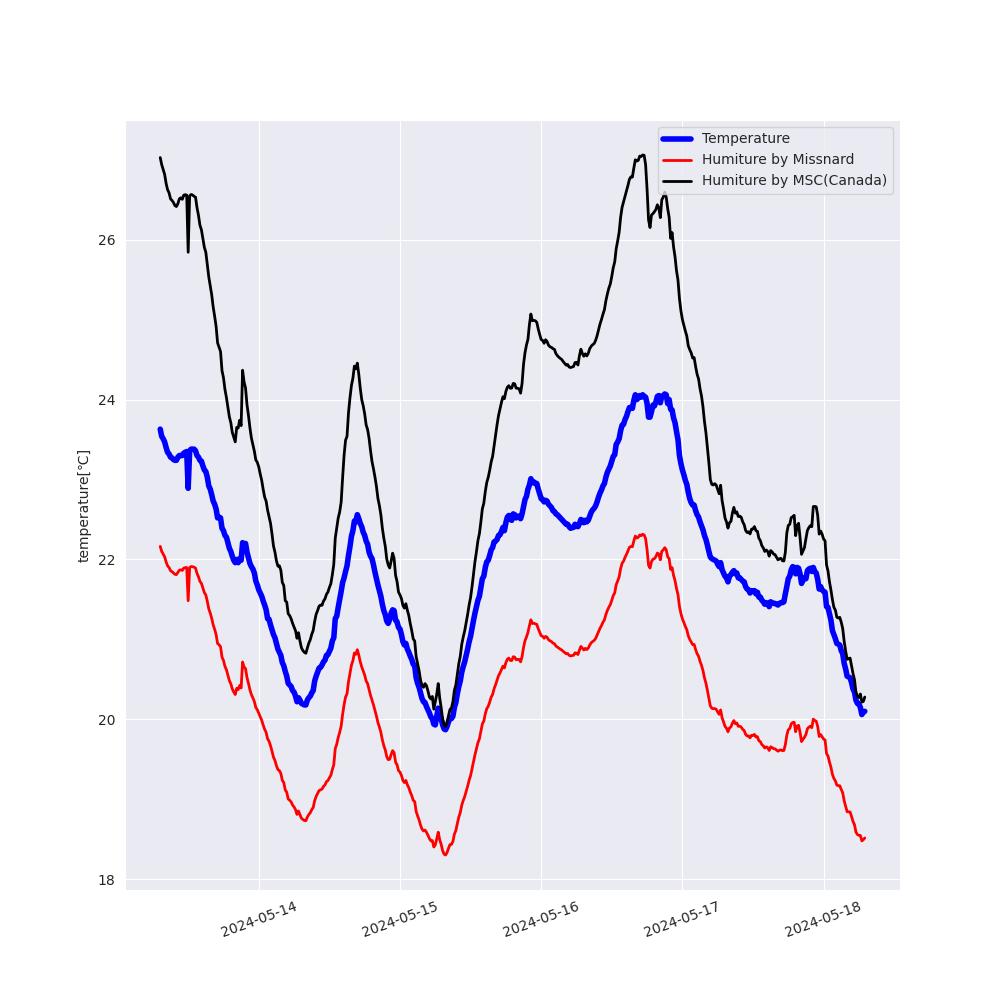 Temperature
Humiture by Missnard
Humiture by MSC(Canada)
26
24
22
20
18
temperature[℃]
2024-05-14
2024-05-15
2024-05-16
2024-05-17
2024-05-18